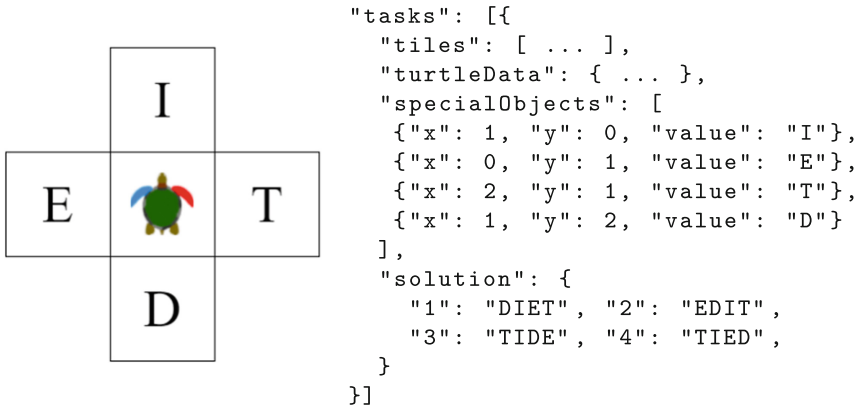 I
E
T
D
"tasks": [{
"tiles": [ ... ],
"turtleData": { ... },
"specialObjects": [
{"x": 1, "y": 0, "value": "I"},
{"x": 0, "y": 1, "value": "E"},
{"x": 2, "y": 1, "value": "T"},
{"x": 1, "y": 2, "value": "D"}
],
"solution": {
"1": "DIET", "2": "EDIT",
"3": "TIDE", "4": "TIED",
}
}]